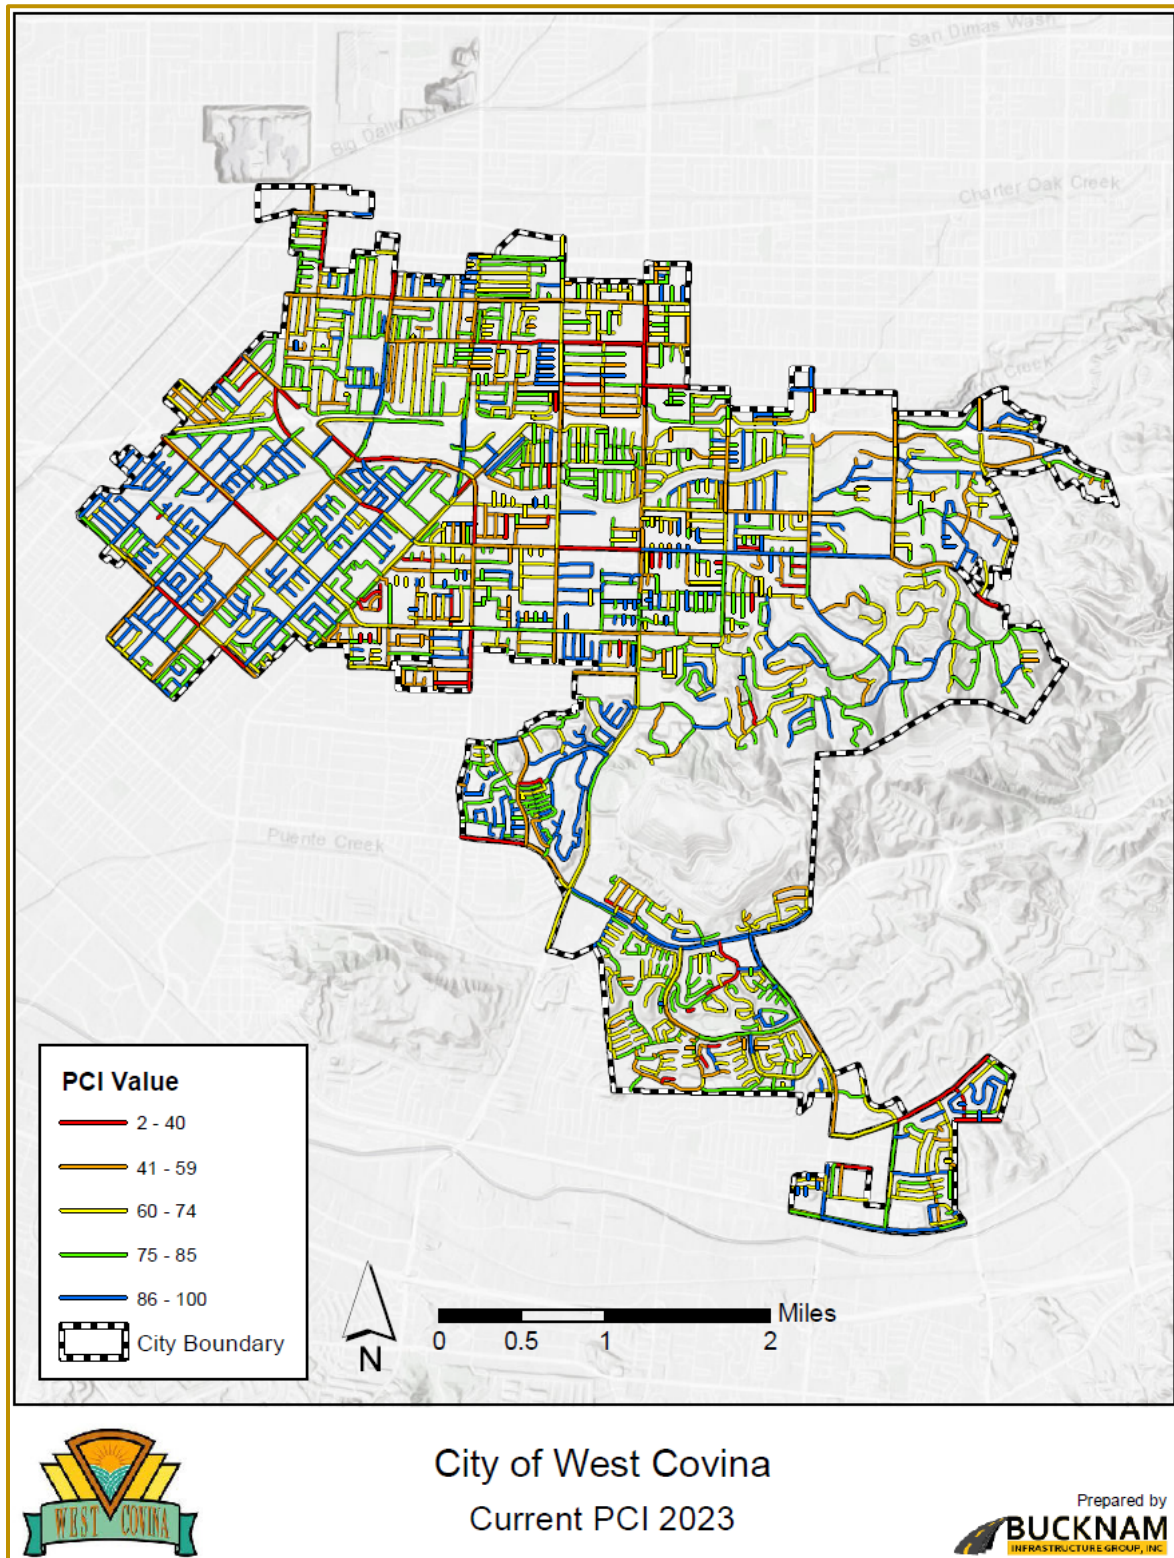 San Dimas Wash
Big Dalton W
Charter Oak Creek
Creek
Puente Creek
PCI Value
2 - 40
41 - 59
60 - 74
75 - 85
86 - 100
City Boundary
N
Miles
0 0.5 1 2
WEST COVINA
City of West Covina
Current PCI 2023
Prepared by
BUCKNAM
INFRASTRUCTURE GROUP, INC